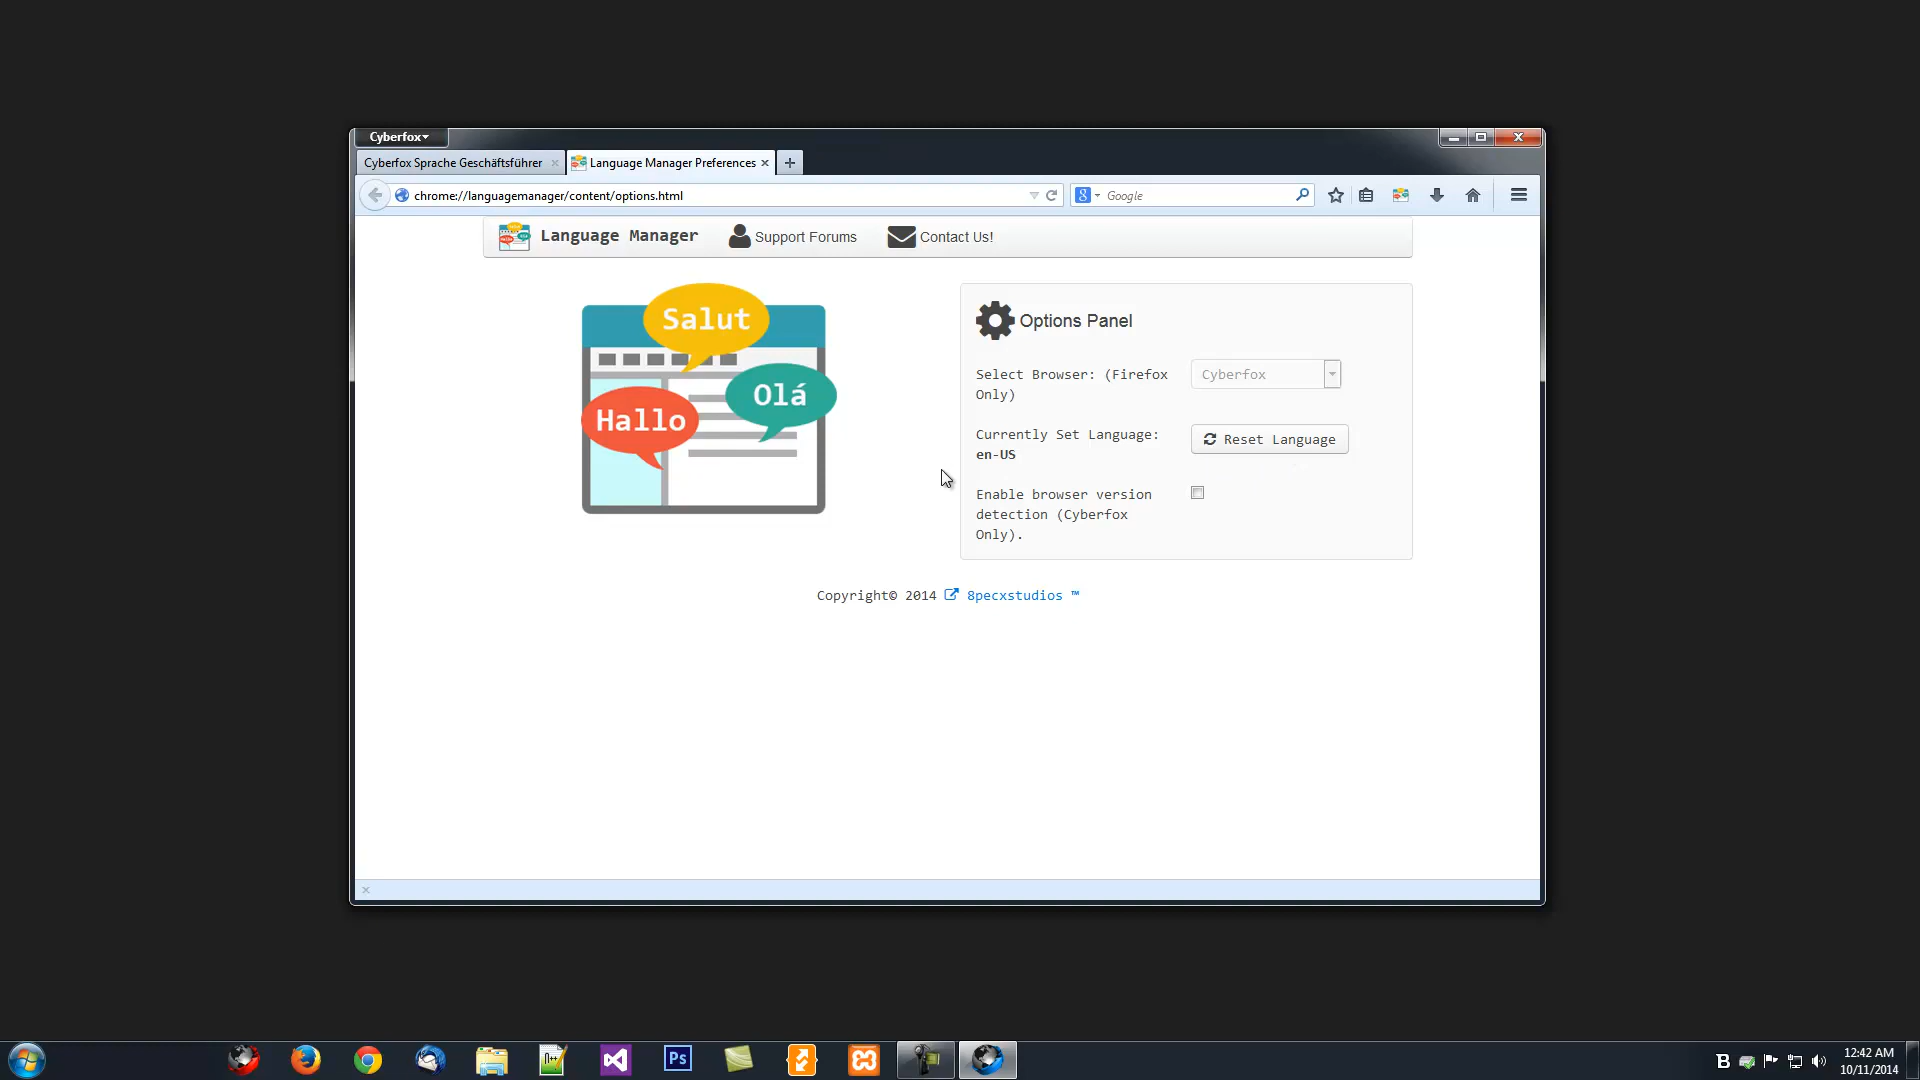 Cyberfox
Cyberfox Sprache Geschäftsführer
Language Manager Preferences
chrome://languagemanager/content/options.html
Google
Language Manager
Support Forums
Contact Us!
Salut
Olá
Hallo
Options Panel
Select Browser: (Firefox
Only)
Cyberfox
Currently Set Language:
en-US
Reset Language
Enable browser version
detection (Cyberfox
Only).
Copyright© 2014 8pecxstudios ™
Ps
12:42 AM
10/11/2014